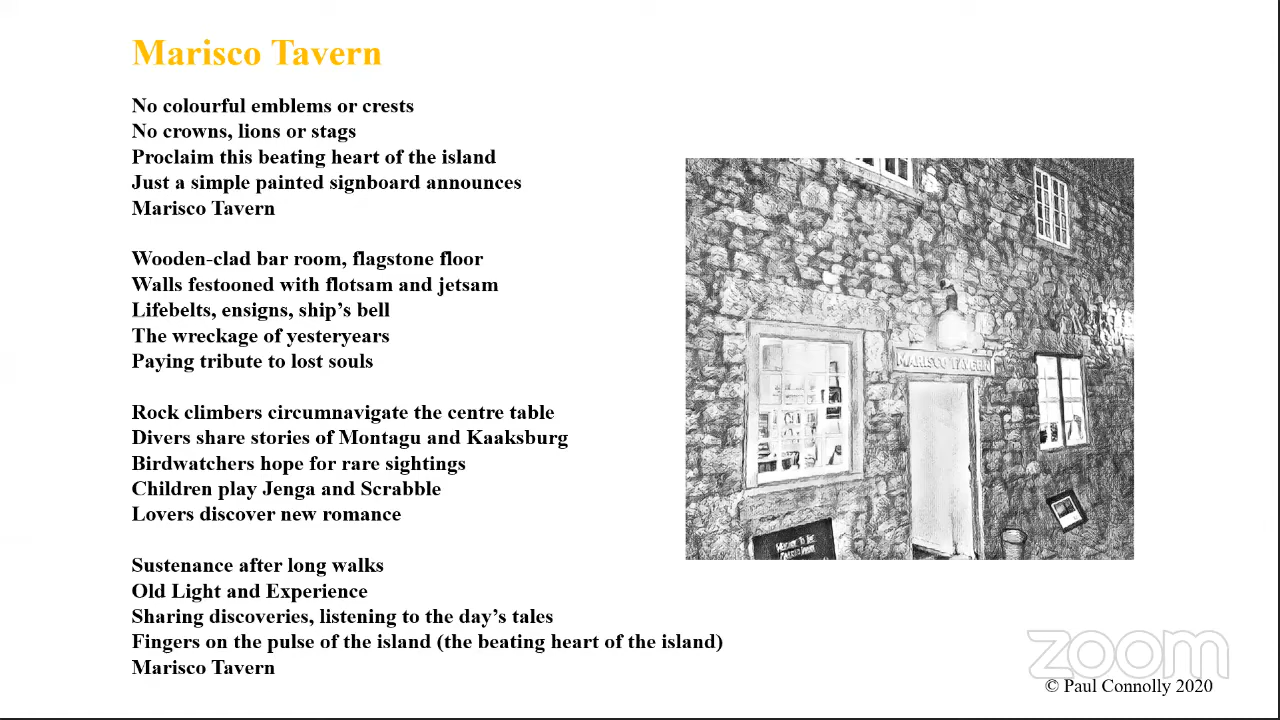 Marisco Tavern
No colourful emblems or crests
No crowns, lions or stags
Proclaim this beating heart of the island
Just a simple painted signboard announces
Marisco Tavern
Wooden-clad bar room, flagstone floor
Walls festooned with flotsam and jetsam
Lifebelts, ensigns, ship’s bell
The wreckage of yesteryears
Paying tribute to lost souls
Rock climbers circumnavigate the centre table
Divers share stories of Montagu and Kaaksburg
Birdwatchers hope for rare sightings
Children play Jenga and Scrabble
Lovers discover new romance
Sustenance after long walks
Old Light and Experience
Sharing discoveries, listening to the day’s tales
Fingers on the pulse of the island (the beating heart of the island)
Marisco Tavern
MARISCO TAVERN
WELCOME TO THE
zoom
© Paul Connolly 2020